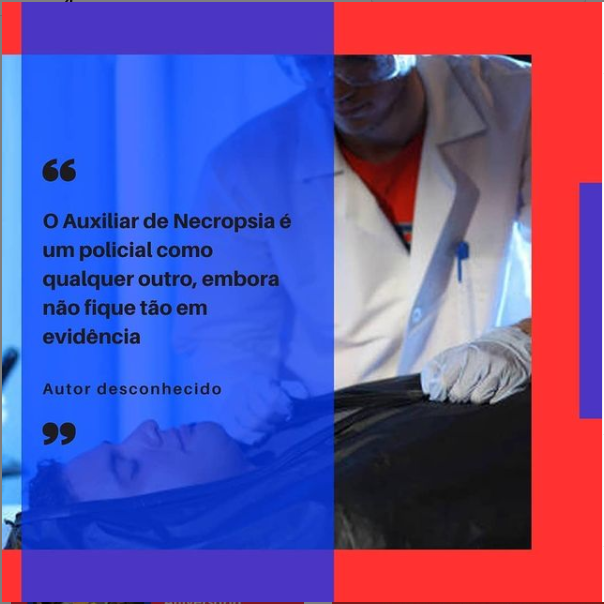 “
O Auxiliar de Necropsia é
um policial como
qualquer outro, embora
não fique tão em
evidência
Autor desconhecido
”